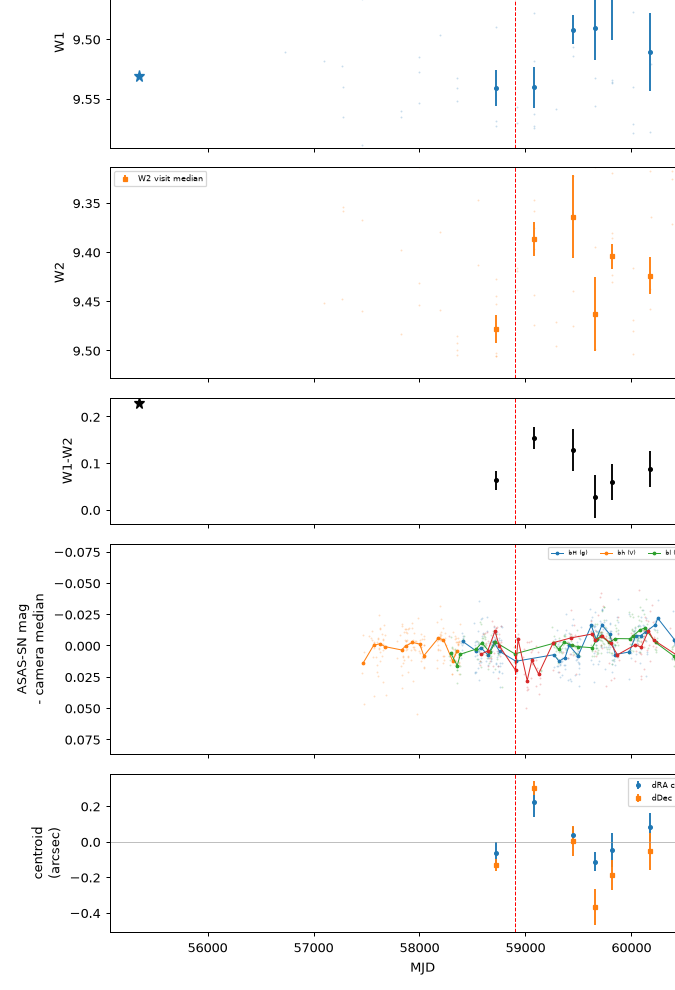 W1
9.50
9.55
W2 visit median
W2
9.35
9.40
9.45
9.50
W1-W2
0.2
0.1
0.0
ASAS-SN mag
- camera median
−0.075
−0.050
−0.025
0.000
0.025
0.050
0.075
bH (g)
bh (V)
centroid
(arcsec)
0.2
0.0
−0.2
−0.4
dRA c
dDec
56000 57000 58000 59000 60000
MJD